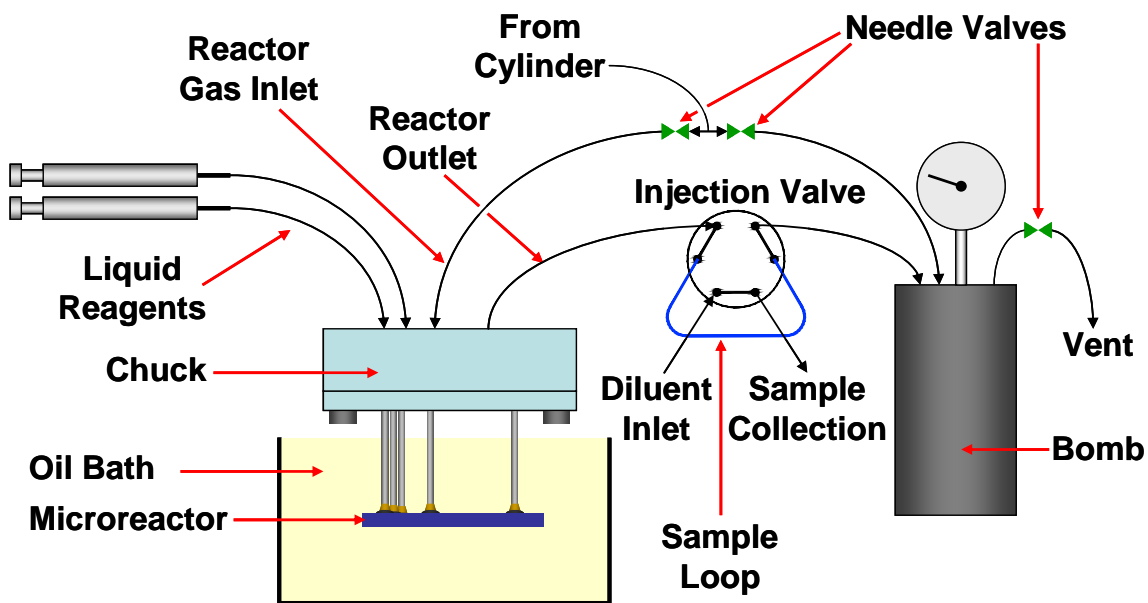 From
Cylinder
Needle Valves
Reactor
Gas Inlet
Reactor
Outlet
Injection Valve
Liquid
Reagents
Vent
Chuck
Diluent
Inlet
Sample
Collection
Bomb
Oil Bath
Microreactor
Sample
Loop